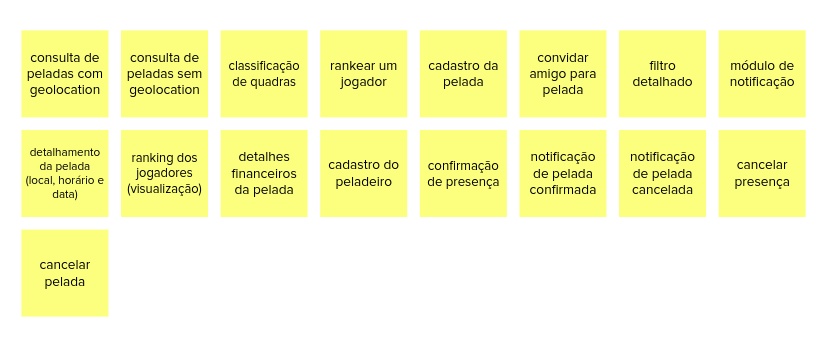 consulta de
peladas com
geolocation
consulta de
peladas sem
geolocation
classificação
de quadras
rankear um
jogador
cadastro da
pelada
convidar
amigo para
pelada
filtro
detalhado
módulo de
notificação
detalhamento
da pelada
(local, horário e
data)
ranking dos
jogadores
(visualização)
detalhes
financeiros
da pelada
cadastro do
peladeiro
confirmação
de presença
notificação
de pelada
confirmada
notificação
de pelada
cancelada
cancelar
presença
cancelar
pelada